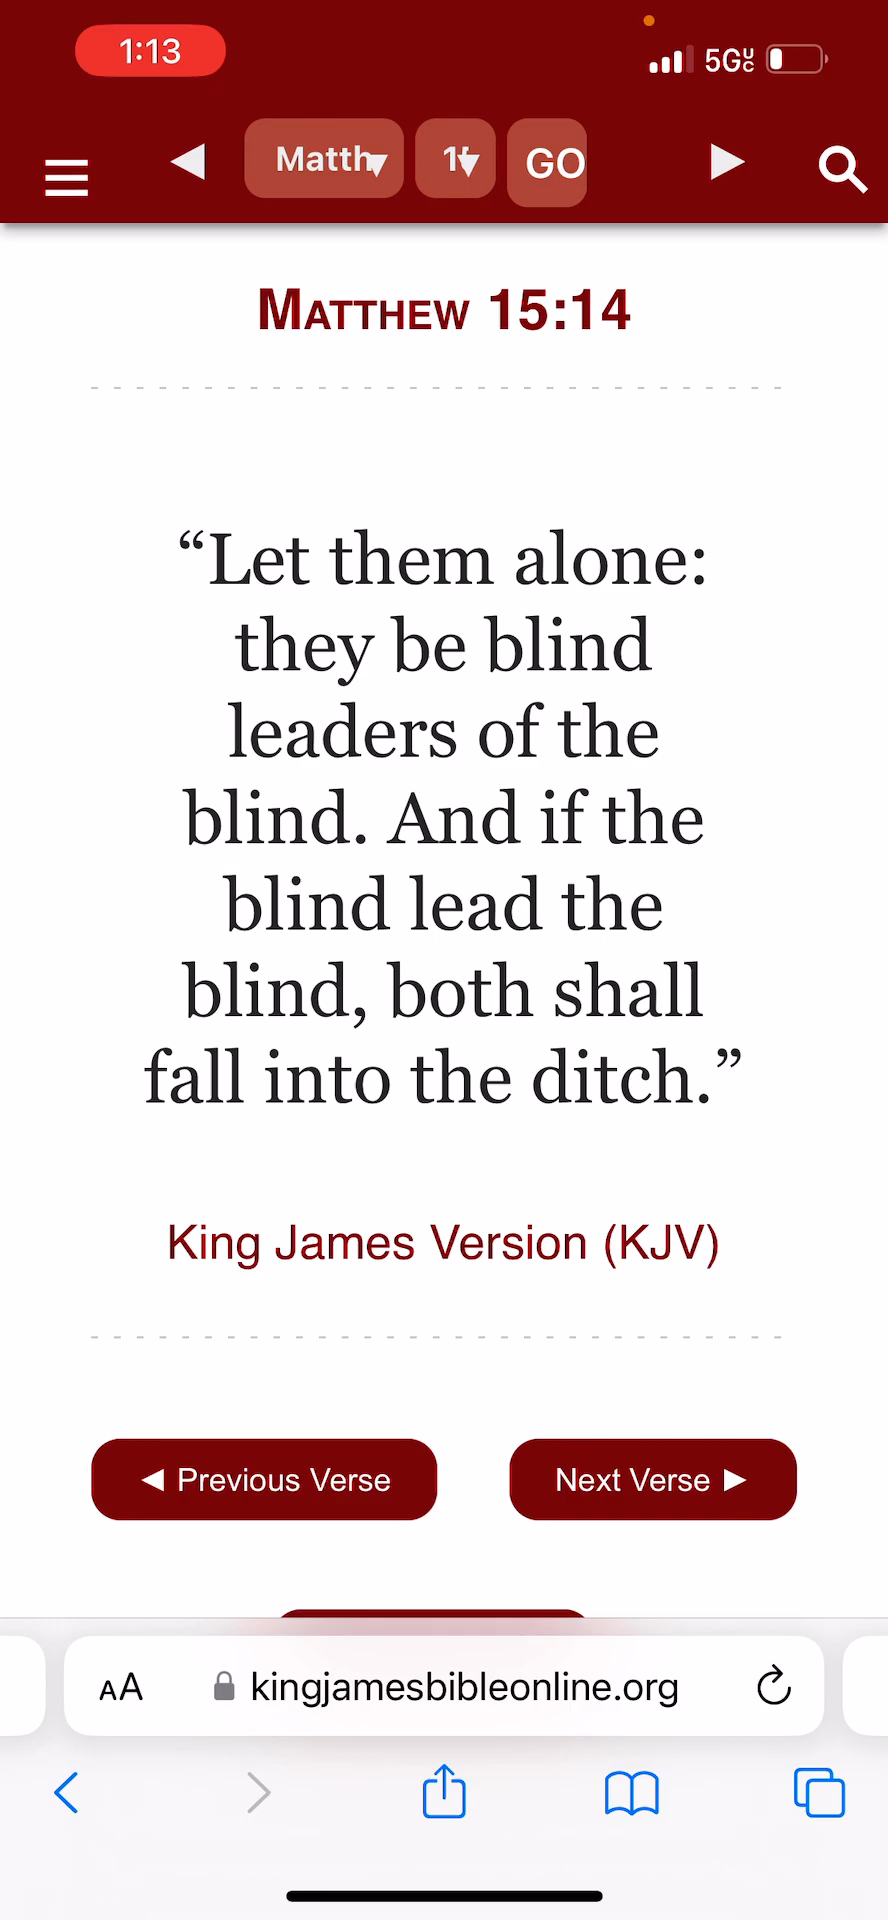 1:13
5G UC
Matth
GO
Matthew 15:14
“Let them alone:
they be blind
leaders of the
blind. And if the
blind lead the
blind, both shall
fall into the ditch.”
King James Version (KJV)
◄ Previous Verse
Next Verse ►
AA
kingjamesbibleonline.org